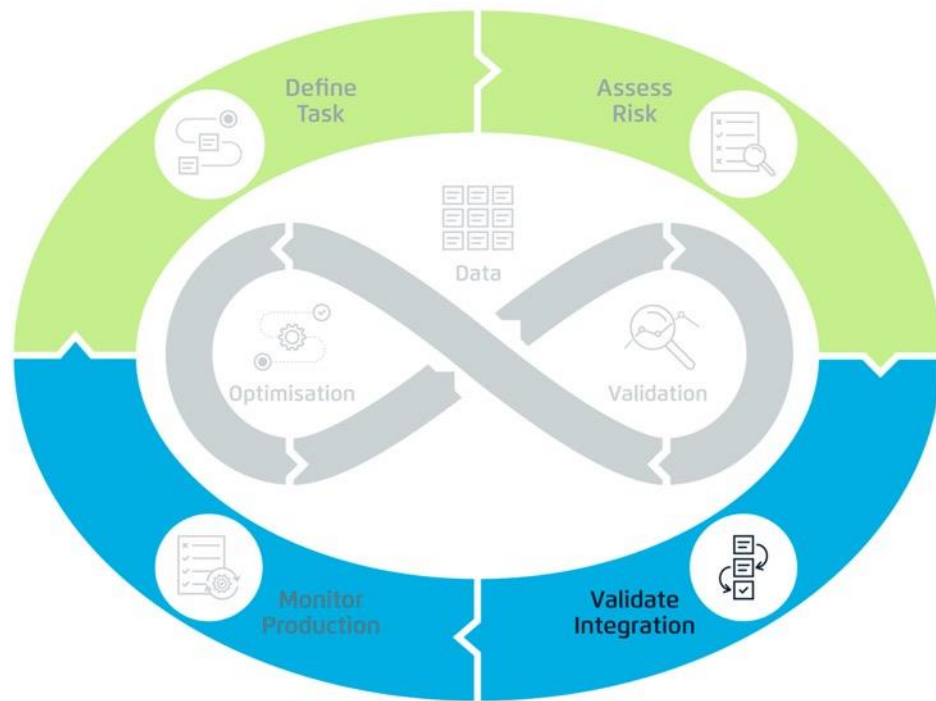 Define
Task
Assess
Risk
Data
Optimisation
Validation
Monitor
Production
Validate
Integration